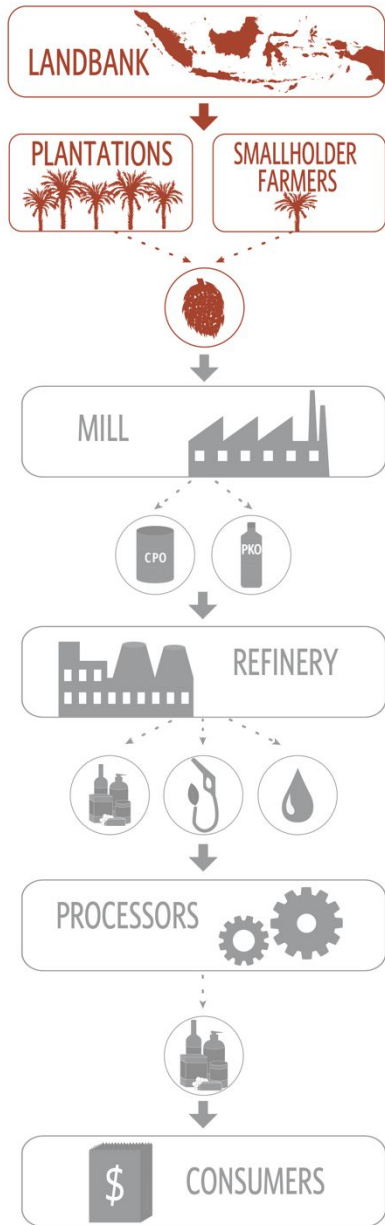 LANDBANK
PLANTATIONS
SMALLHOLDER
FARMERS
MILL
CPO
PKO
REFINERY
PROCESSORS
$
CONSUMERS